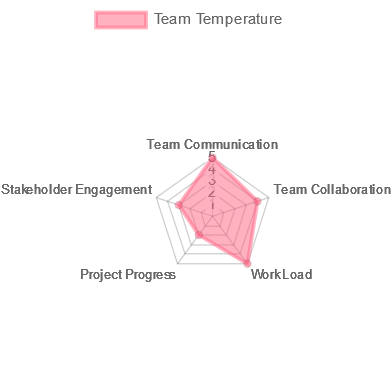 Team Temperature
Team Communication
5
4
3
2
1
Stakeholder Engagement
Team Collaboration
Project Progress
WorkLoad